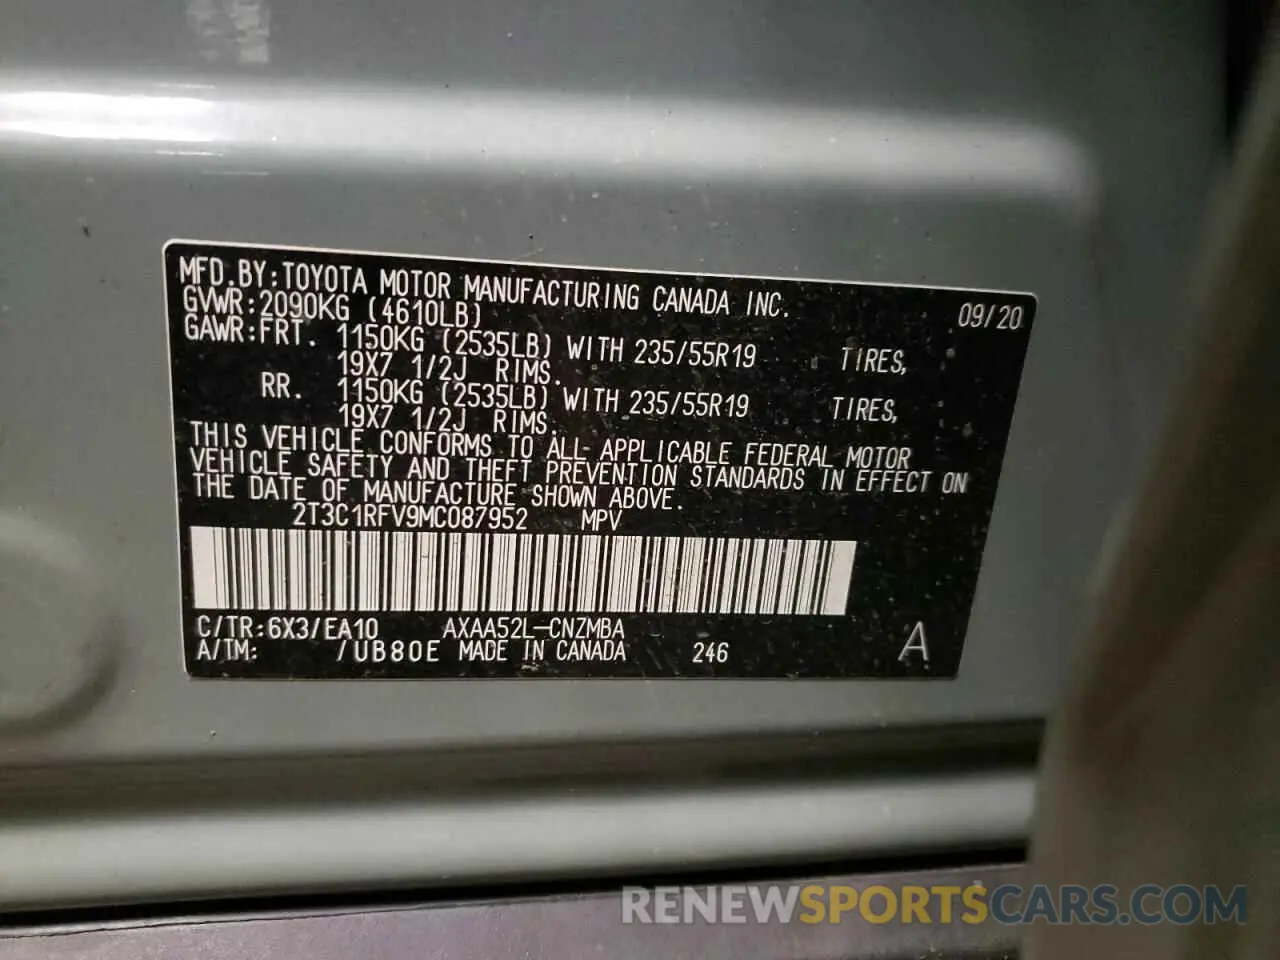 MFD.BY:TOYOTA MOTOR MANUFACTURING CANADA INC.
GVWR:2090KG (4610LB) 09/20
GAWR:FRT. 1150KG (2535LB) WITH 235/55R19 TIRES,
19X7 1/2J RIMS.
RR. 1150KG (2535LB) WITH 235/55R19 TIRES,
19X7 1/2J RIMS.
THIS VEHICLE CONFORMS TO ALL APPLICABLE FEDERAL MOTOR
VEHICLE SAFETY AND THEFT PREVENTION STANDARDS IN EFFECT ON
THE DATE OF MANUFACTURE SHOWN ABOVE.
2T3C1RFV9MC087952 MPV
C/TR:6X3/EA10 AXAA52L-CNZMBA
A/TM: /UB80E MADE IN CANADA 246 A
RENEWSPORTSCARS.COM